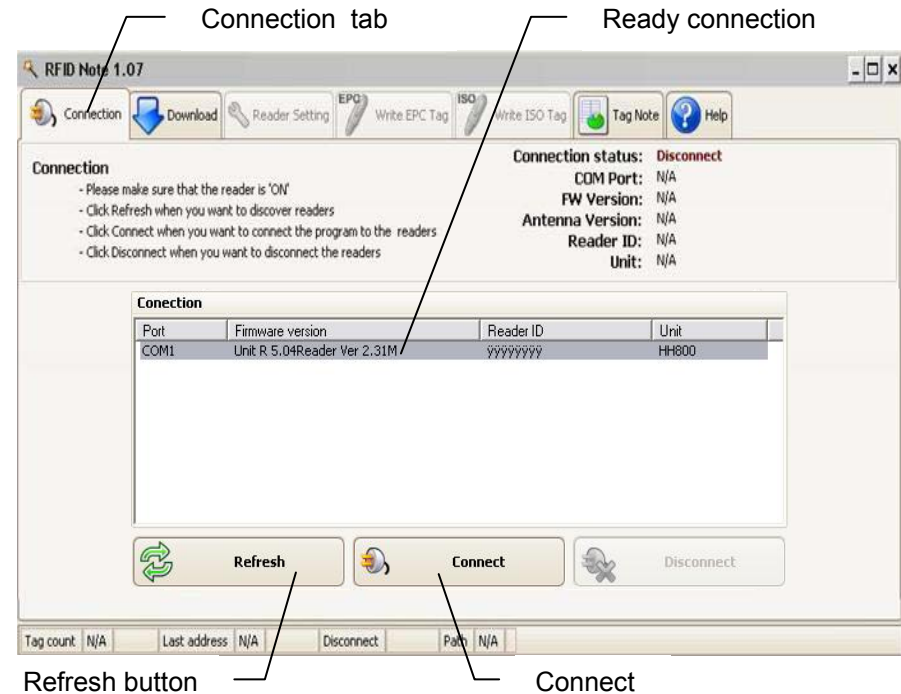 Connection tab
Ready connection
RFID Note 1.07
Connection
Download
Reader Setting
EPC
Write EPC Tag
ISO
Write ISO Tag
Tag Note
Help
Connection
- Please make sure that the reader is 'ON'
- Click Refresh when you want to discover readers
- Click Connect when you want to connect the program to the readers
- Click Disconnect when you want to disconnect the readers
Connection status: Disconnect
COM Port: N/A
FW Version: N/A
Antenna Version: N/A
Reader ID: N/A
Unit: N/A
Conection
Port Firmware version Reader ID Unit
COM1 Unit R 5.04Reader Ver 2.31M ÿÿÿÿÿÿÿÿ HH800
Refresh
Connect
Disconnect
Tag count N/A Last address N/A Disconnect Path N/A
Refresh button
Connect